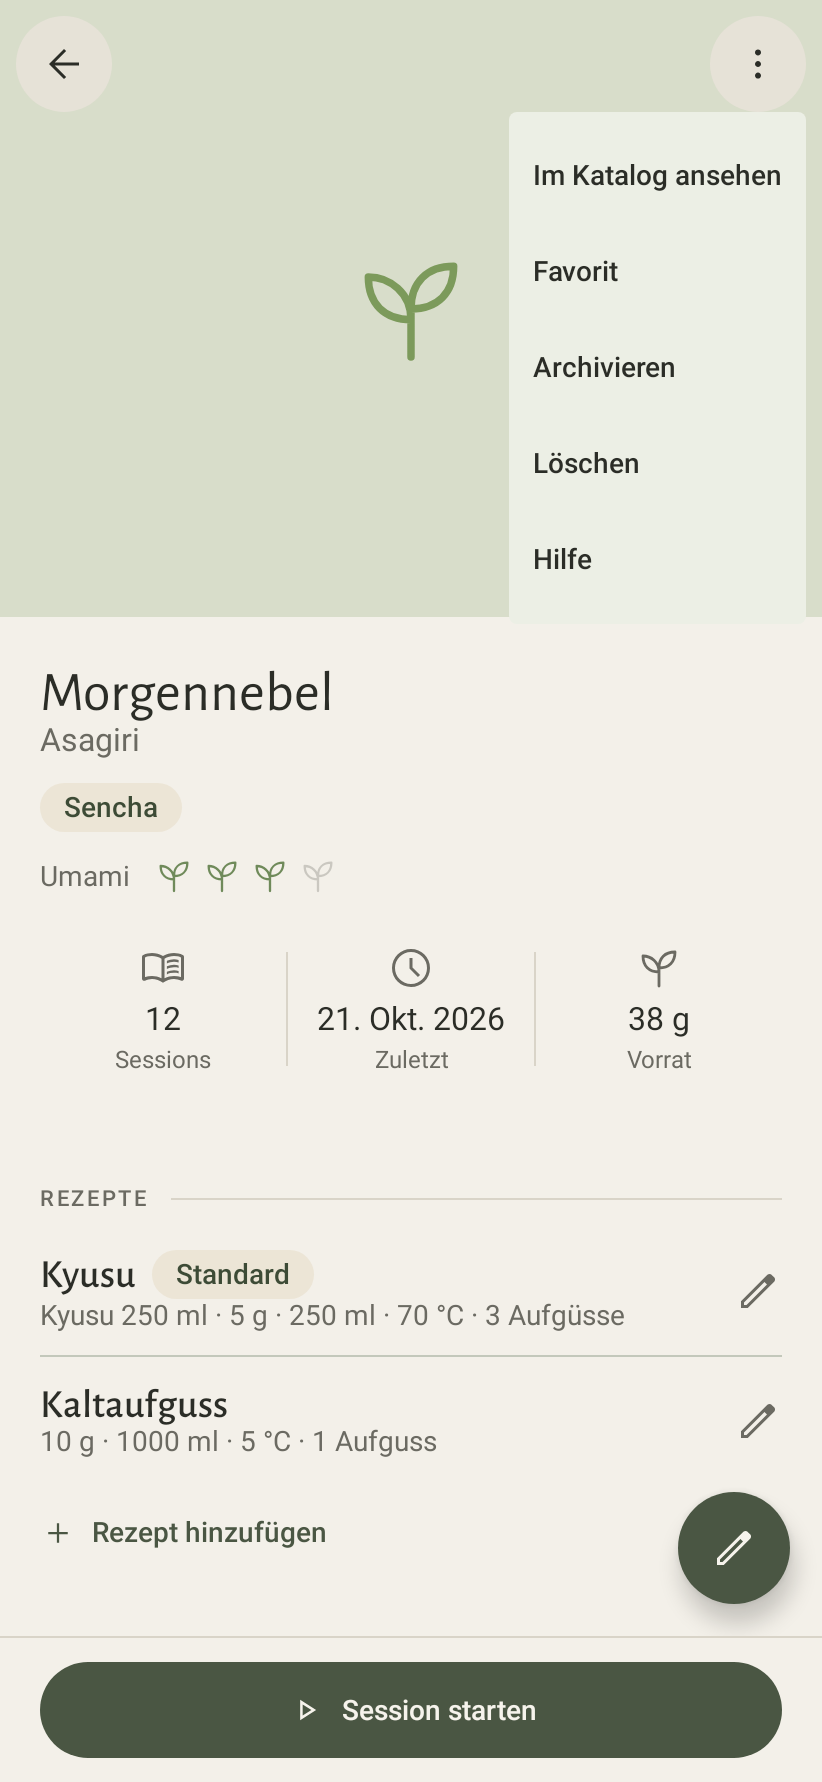 Im Katalog ansehen
Favorit
Archivieren
Löschen
Hilfe
Morgennebel
Asagiri
Sencha
Umami
12
Sessions
21. Okt. 2026
Zuletzt
38 g
Vorrat
REZEPTE
Kyusu Standard
Kyusu 250 ml · 5 g · 250 ml · 70 °C · 3 Aufgüsse
Kaltaufguss
10 g · 1000 ml · 5 °C · 1 Aufguss
Rezept hinzufügen
Session starten